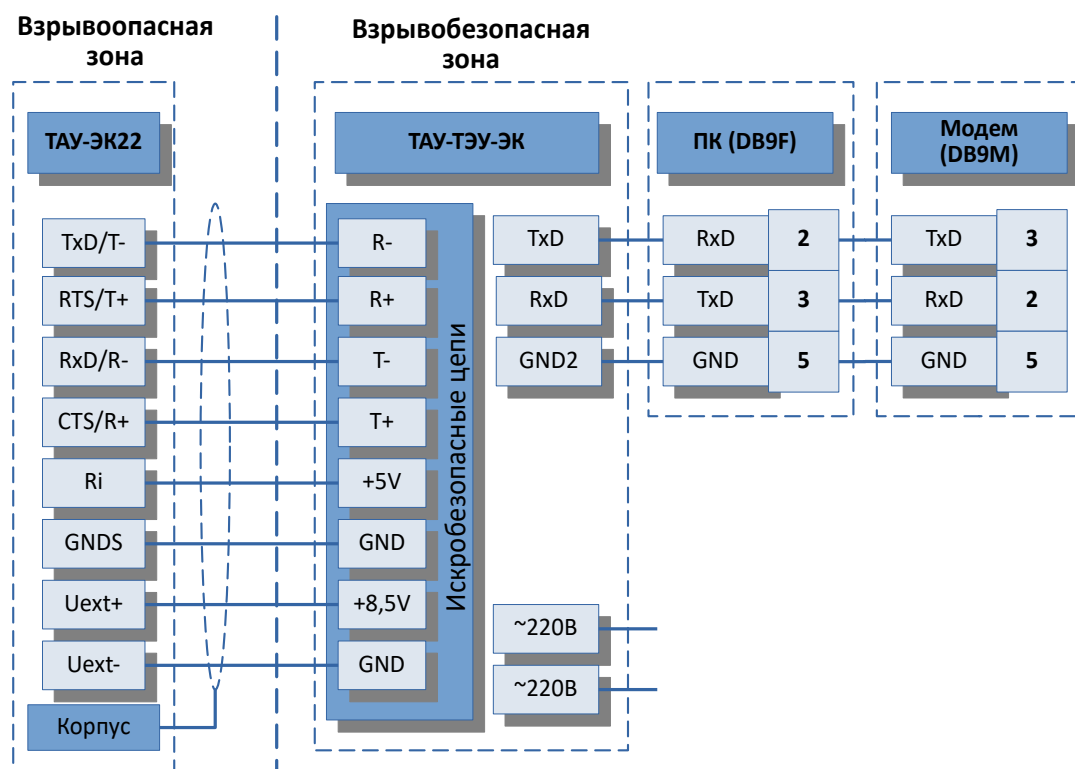 Взрывоопасная
зона
Взрывобезопасная
зона
ТАУ-ЭК22
ТАУ-ТЭУ-ЭК
ПК (DB9F)
Модем
(DB9M)
TxD/T-
R-
TxD
RxD
2
TxD
3
RTS/T+
R+
RxD
TxD
3
RxD
2
RxD/R-
T-
GND2
GND
5
GND
5
CTS/R+
T+
Ri
+5V
GNDS
GND
Uext+
+8,5V
~220В
Uext-
GND
~220В
Корпус
Искробезопасные цепи